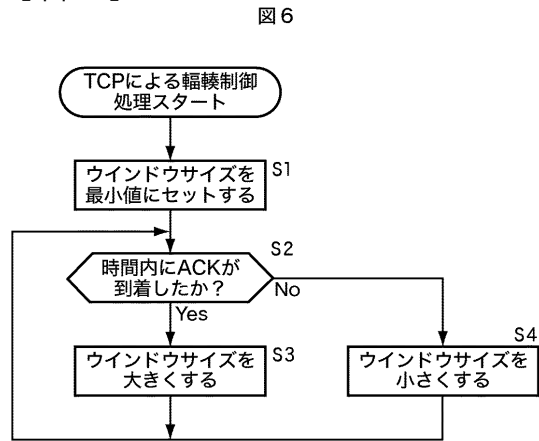 図６
TCPによる輻輳制御
処理スタート
ウインドウサイズを
最小値にセットする
S1
時間内にACKが
到着したか？
S2
No
Yes
ウインドウサイズを
大きくする
S3
ウインドウサイズを
小さくする
S4